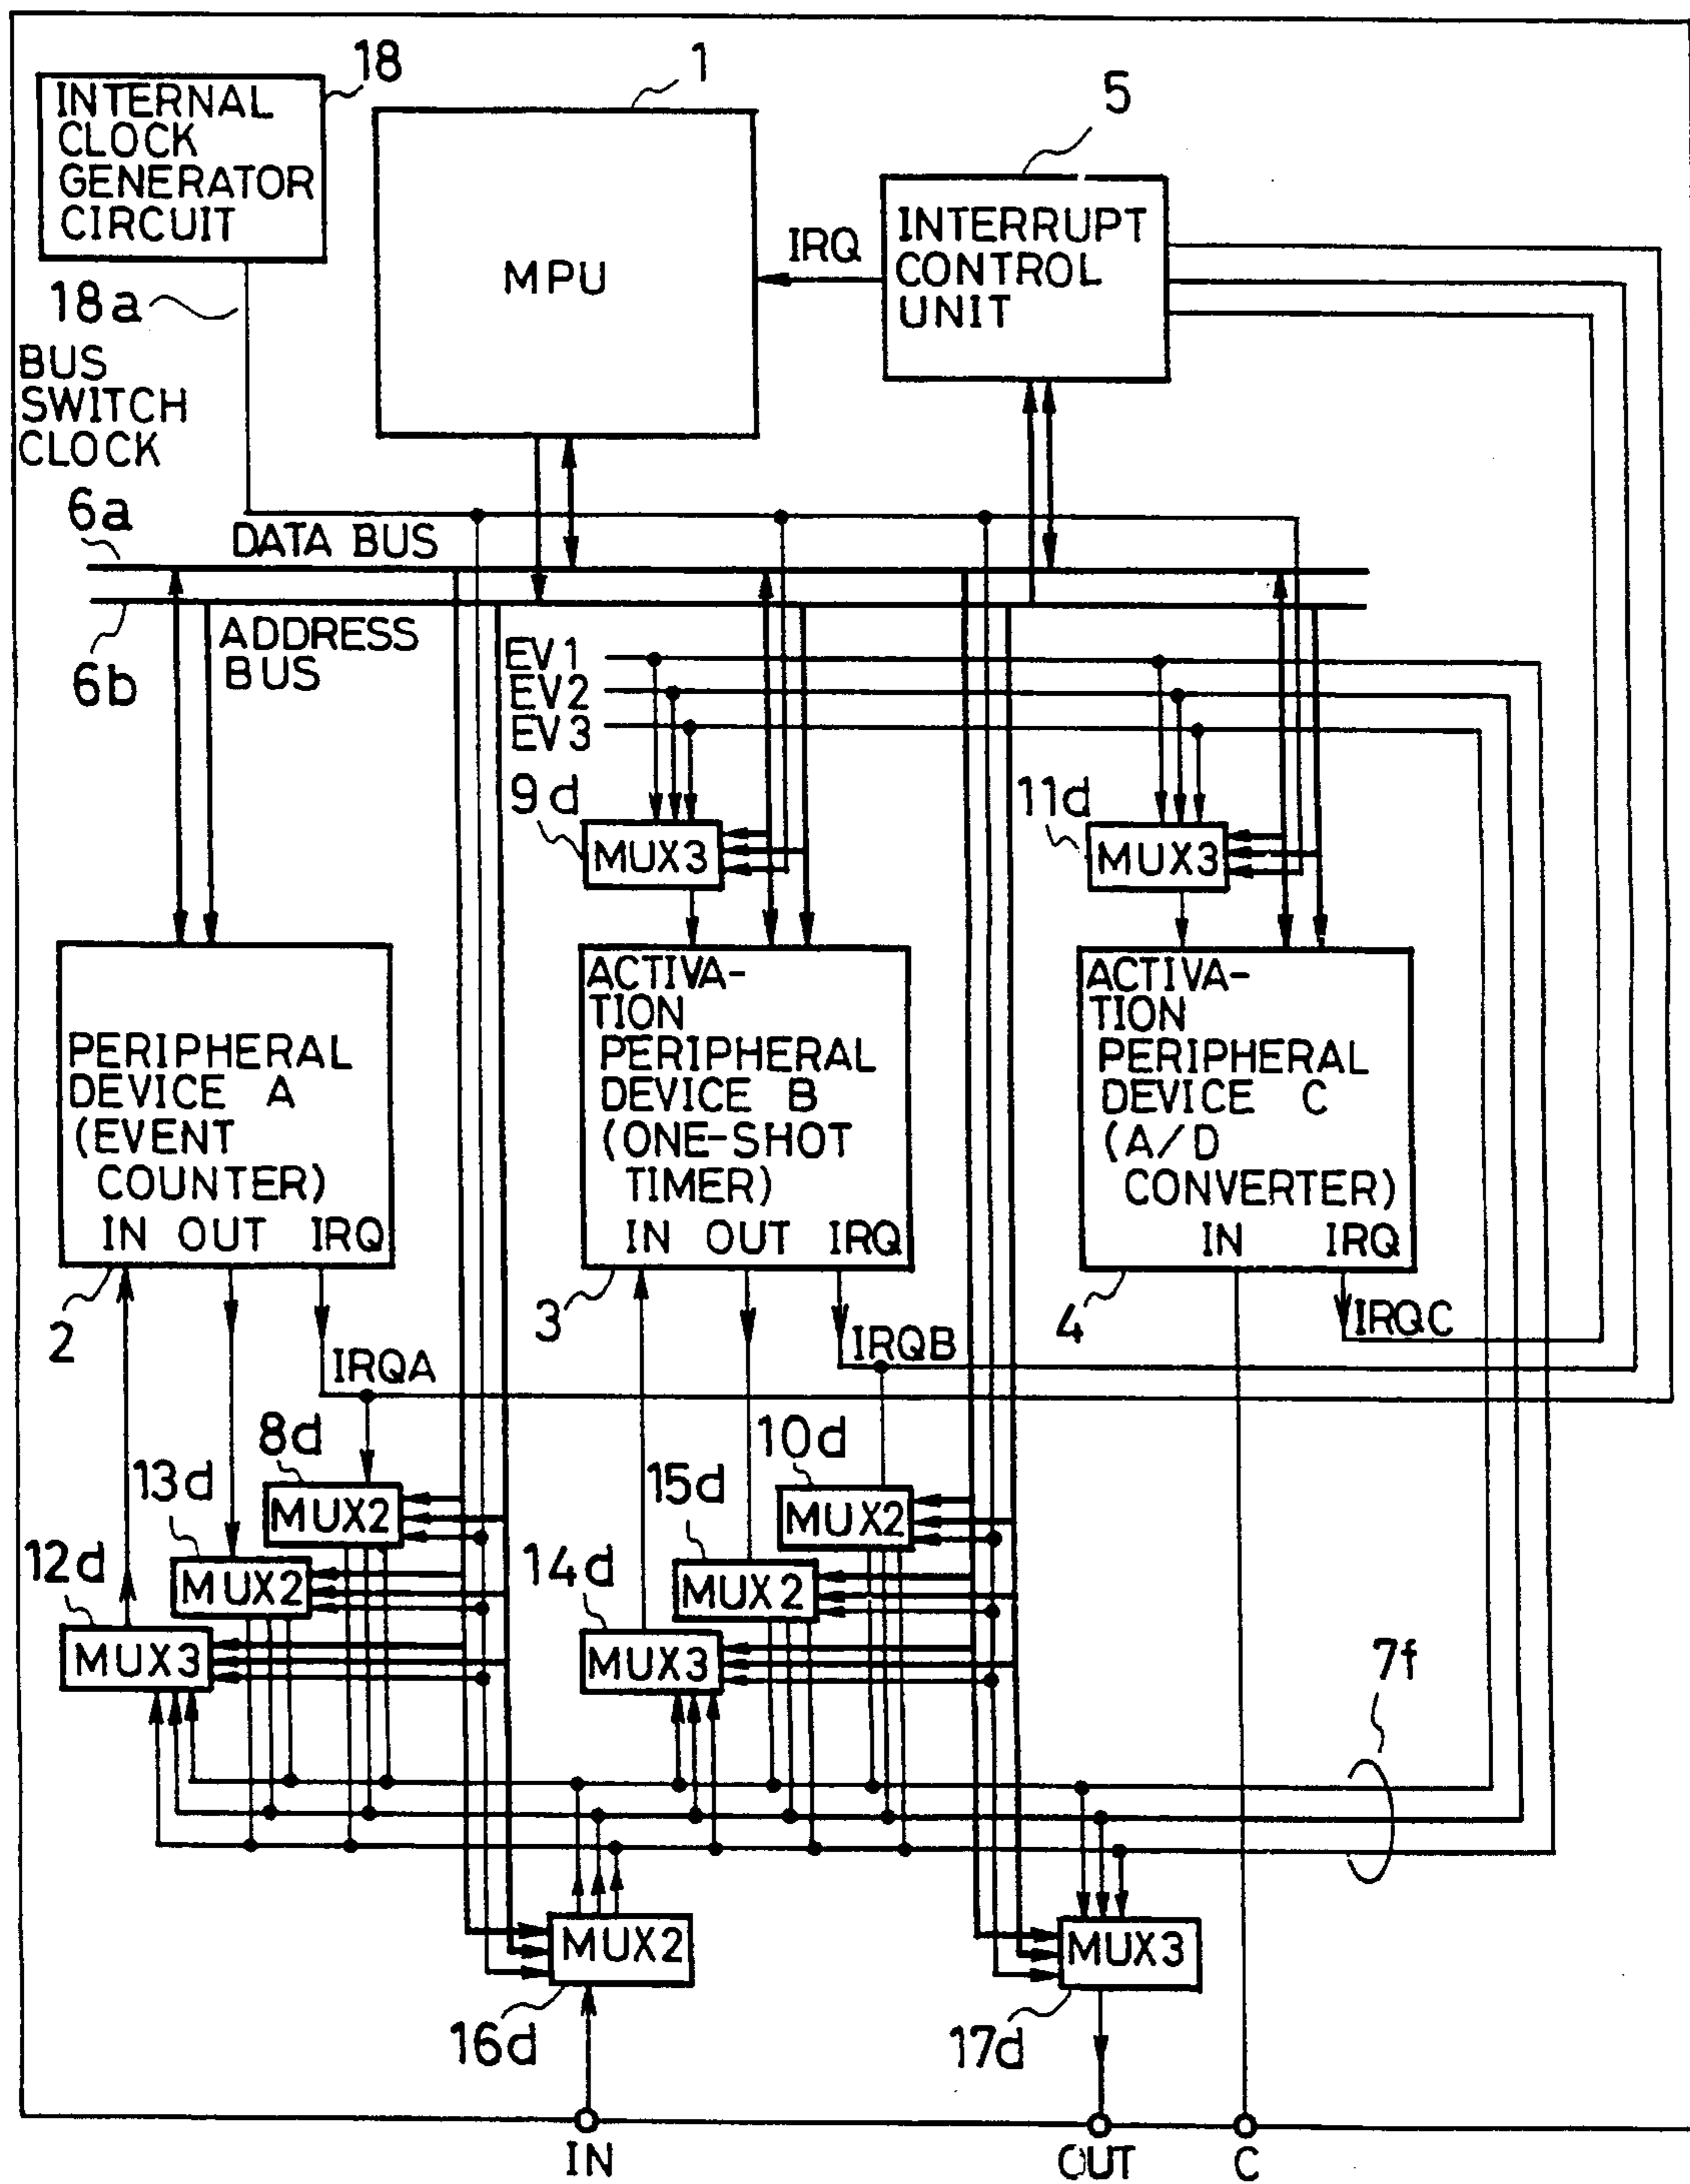 18
1
5
INTERNAL
CLOCK
GENERATOR
CIRCUIT
MPU
IRQ
INTERRUPT
CONTROL
UNIT
18a
BUS
SWITCH
CLOCK
6a
DATA BUS
6b
ADDRESS
BUS
EV1
EV2
EV3
9d
MUX3
11d
MUX3
PERIPHERAL
DEVICE A
(EVENT
COUNTER)
IN OUT IRQ
ACTIVA-
TION
PERIPHERAL
DEVICE B
(ONE-SHOT
TIMER)
IN OUT IRQ
ACTIVA-
TION
PERIPHERAL
DEVICE C
(A/D
CONVERTER)
IN IRQ
2
3
4
IRQA
IRQB
IRQC
8d
MUX2
10d
MUX2
13d
MUX2
15d
MUX2
12d
MUX3
14d
MUX3
7f
MUX2
MUX3
16d
17d
IN
OUT
C